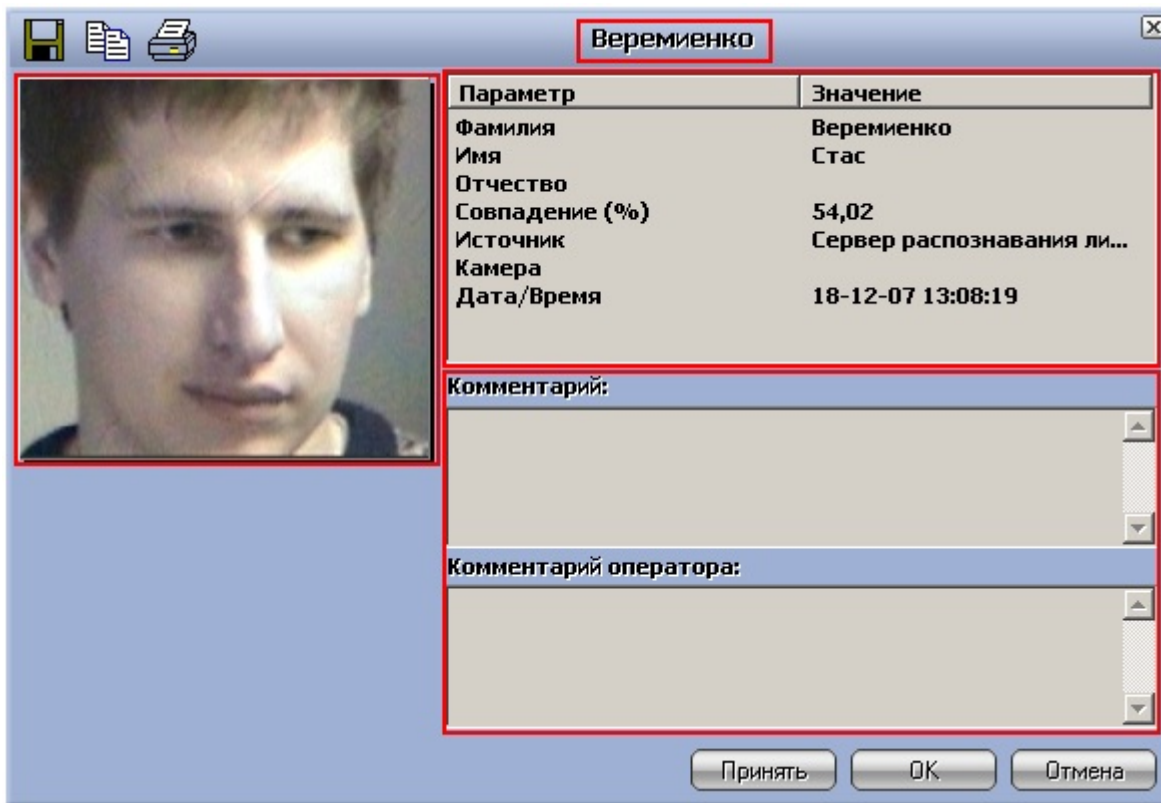 Веремиенко
Параметр Значение
Фамилия Веремиенко
Имя Стас
Отчество
Совпадение (%) 54,02
Источник Сервер распознавания ли...
Камера
Дата/Время 18-12-07 13:08:19
Комментарий:
Комментарий оператора:
Принять OK Отмена